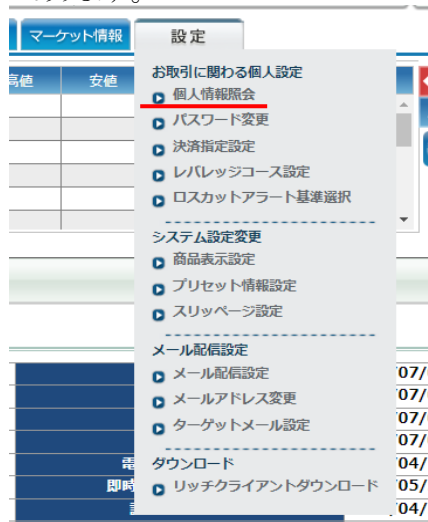 マーケット情報
設定
高値
安値
お取引に関わる個人設定
個人情報照会
パスワード変更
決済指定設定
レバレッジコース設定
ロスカットアラート基準選択
システム設定変更
商品表示設定
プリセット情報設定
スリッページ設定
メール配信設定
メール配信設定
07/
メールアドレス変更
07/
ターゲットメール設定
07/
07/
ダウンロード
04/
即時
リッチクライアントダウンロード
05/
04/